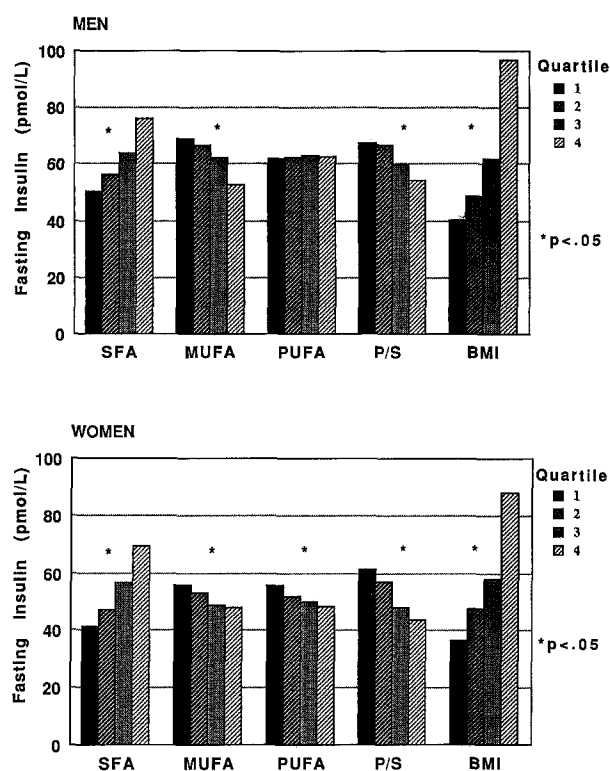 MEN
Fasting Insulin (pmol/L)
100
80
60
40
20
0
SFA MUFA PUFA P/S BMI
Quartile
1
2
3
4
* * * *
*p<.05
WOMEN
Fasting Insulin (pmol/L)
100
80
60
40
20
0
SFA MUFA PUFA P/S BMI
Quartile
1
2
3
4
* * * * *
*p<.05